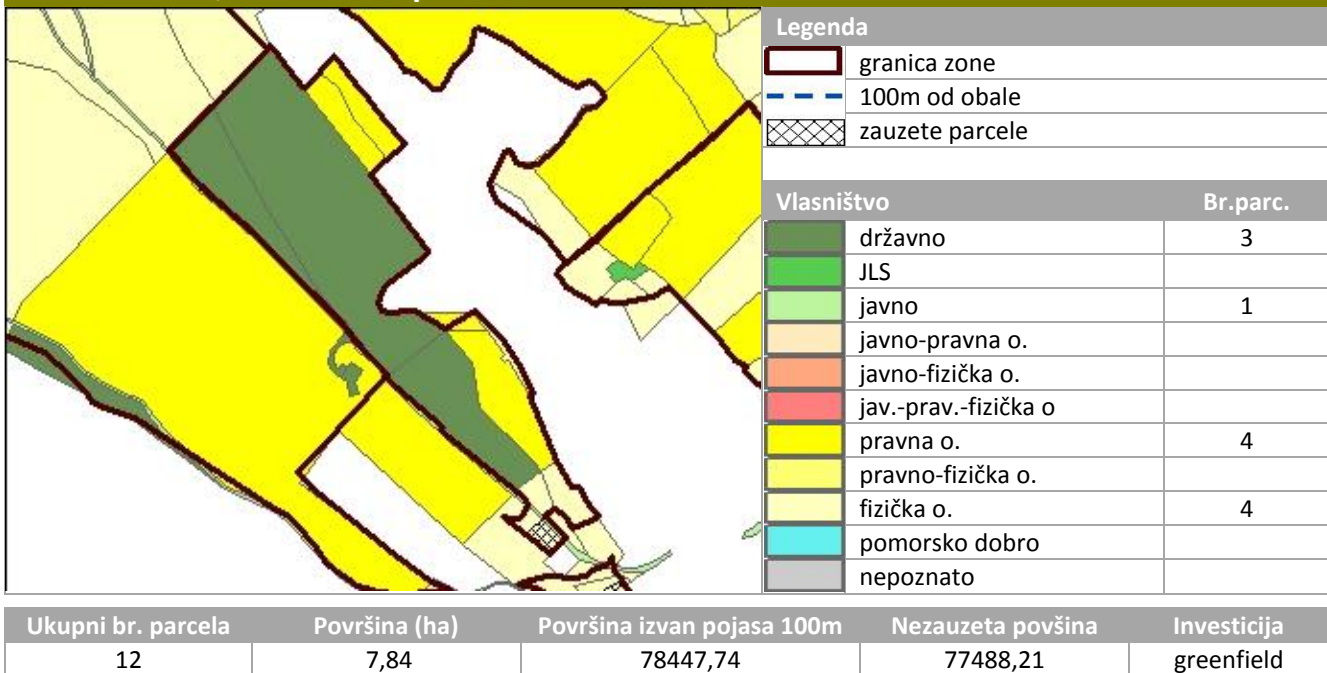 Legenda
granica zone
100m od obale
zauzete parcele
Vlasništvo Br.parc.
državno 3
JLS
javno 1
javno-pravna o.
javno-fizička o.
jav.-prav.-fizička o
pravna o. 4
pravno-fizička o.
fizička o. 4
pomorsko dobro
nepoznato
Ukupni br. parcela Površina (ha) Površina izvan pojasa 100m Nezauzeta povšina Investicija
12 7,84 78447,74 77488,21 greenfield